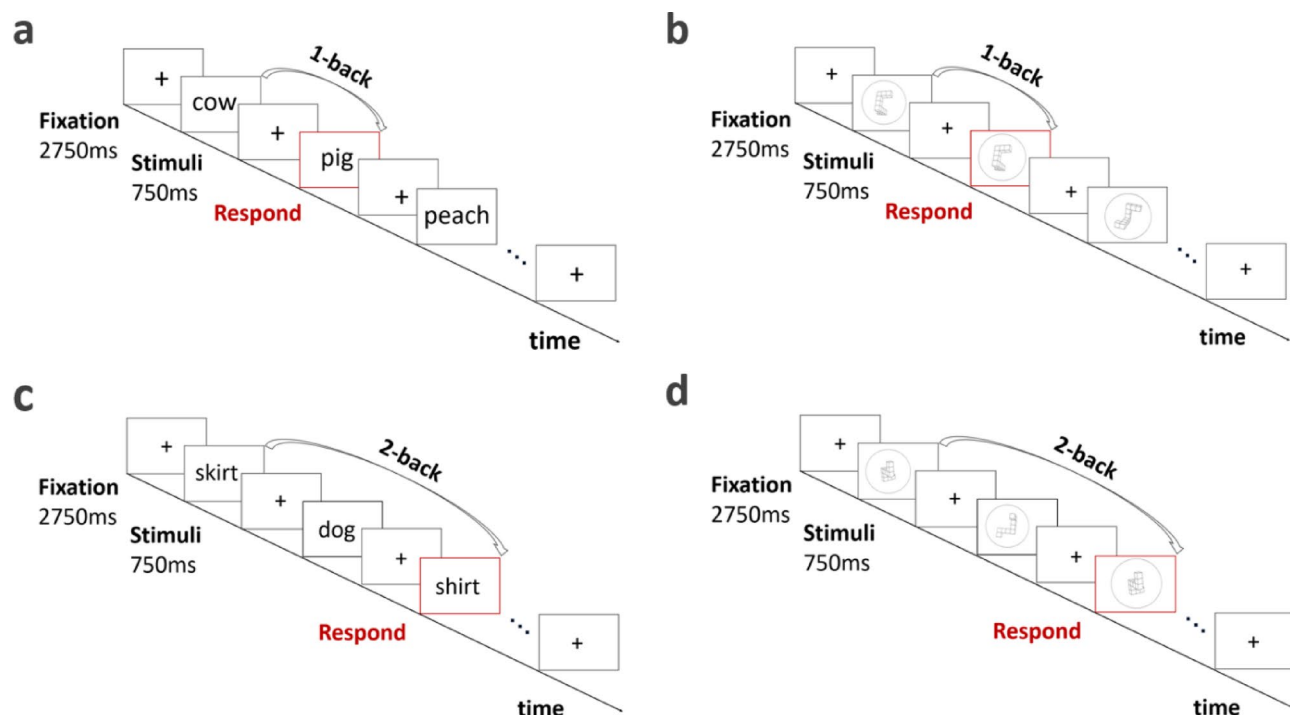 a
1-back
+
cow
+
pig
+
peach
+
Fixation
2750ms
Stimuli
750ms
Respond
time
b
1-back
+
+
+
+
Fixation
2750ms
Stimuli
750ms
Respond
time
c
2-back
+
skirt
+
dog
+
shirt
+
Fixation
2750ms
Stimuli
750ms
Respond
time
d
2-back
+
+
+
+
Fixation
2750ms
Stimuli
750ms
Respond
time